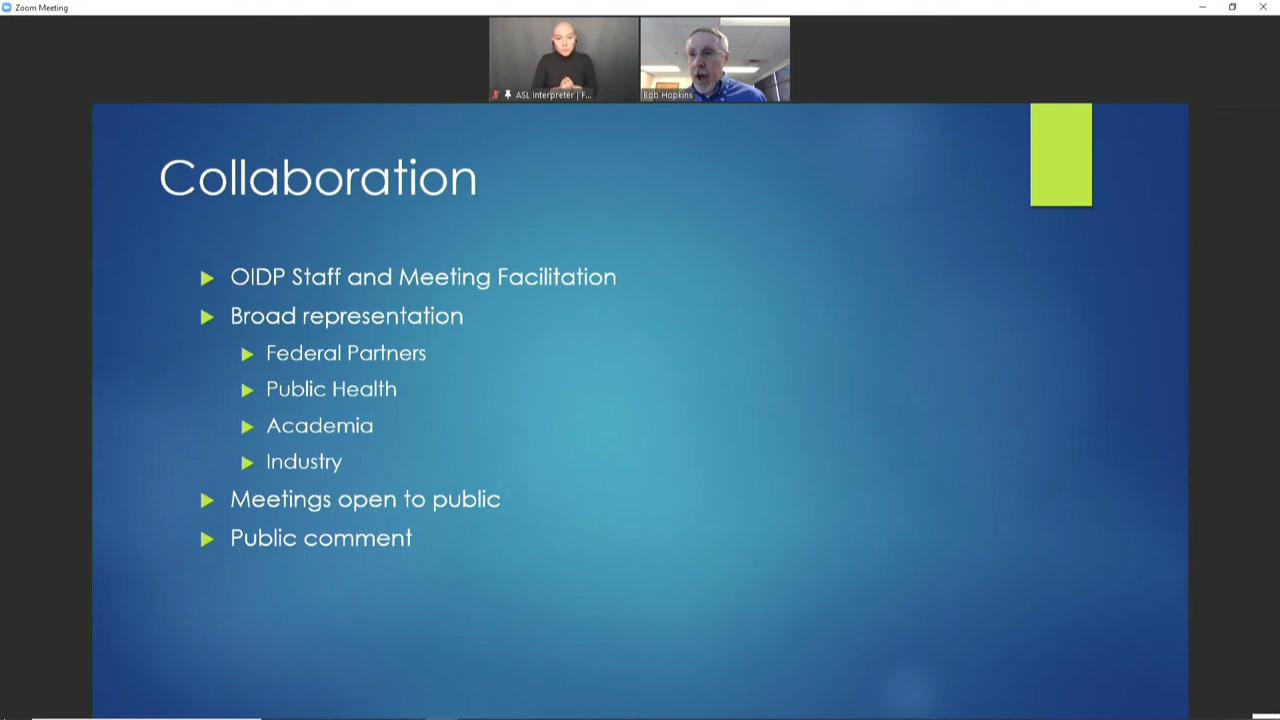 Zoom Meeting
ASL Interpreter | F...
Bob Hopkins
Collaboration
OIDP Staff and Meeting Facilitation
Broad representation
Federal Partners
Public Health
Academia
Industry
Meetings open to public
Public comment